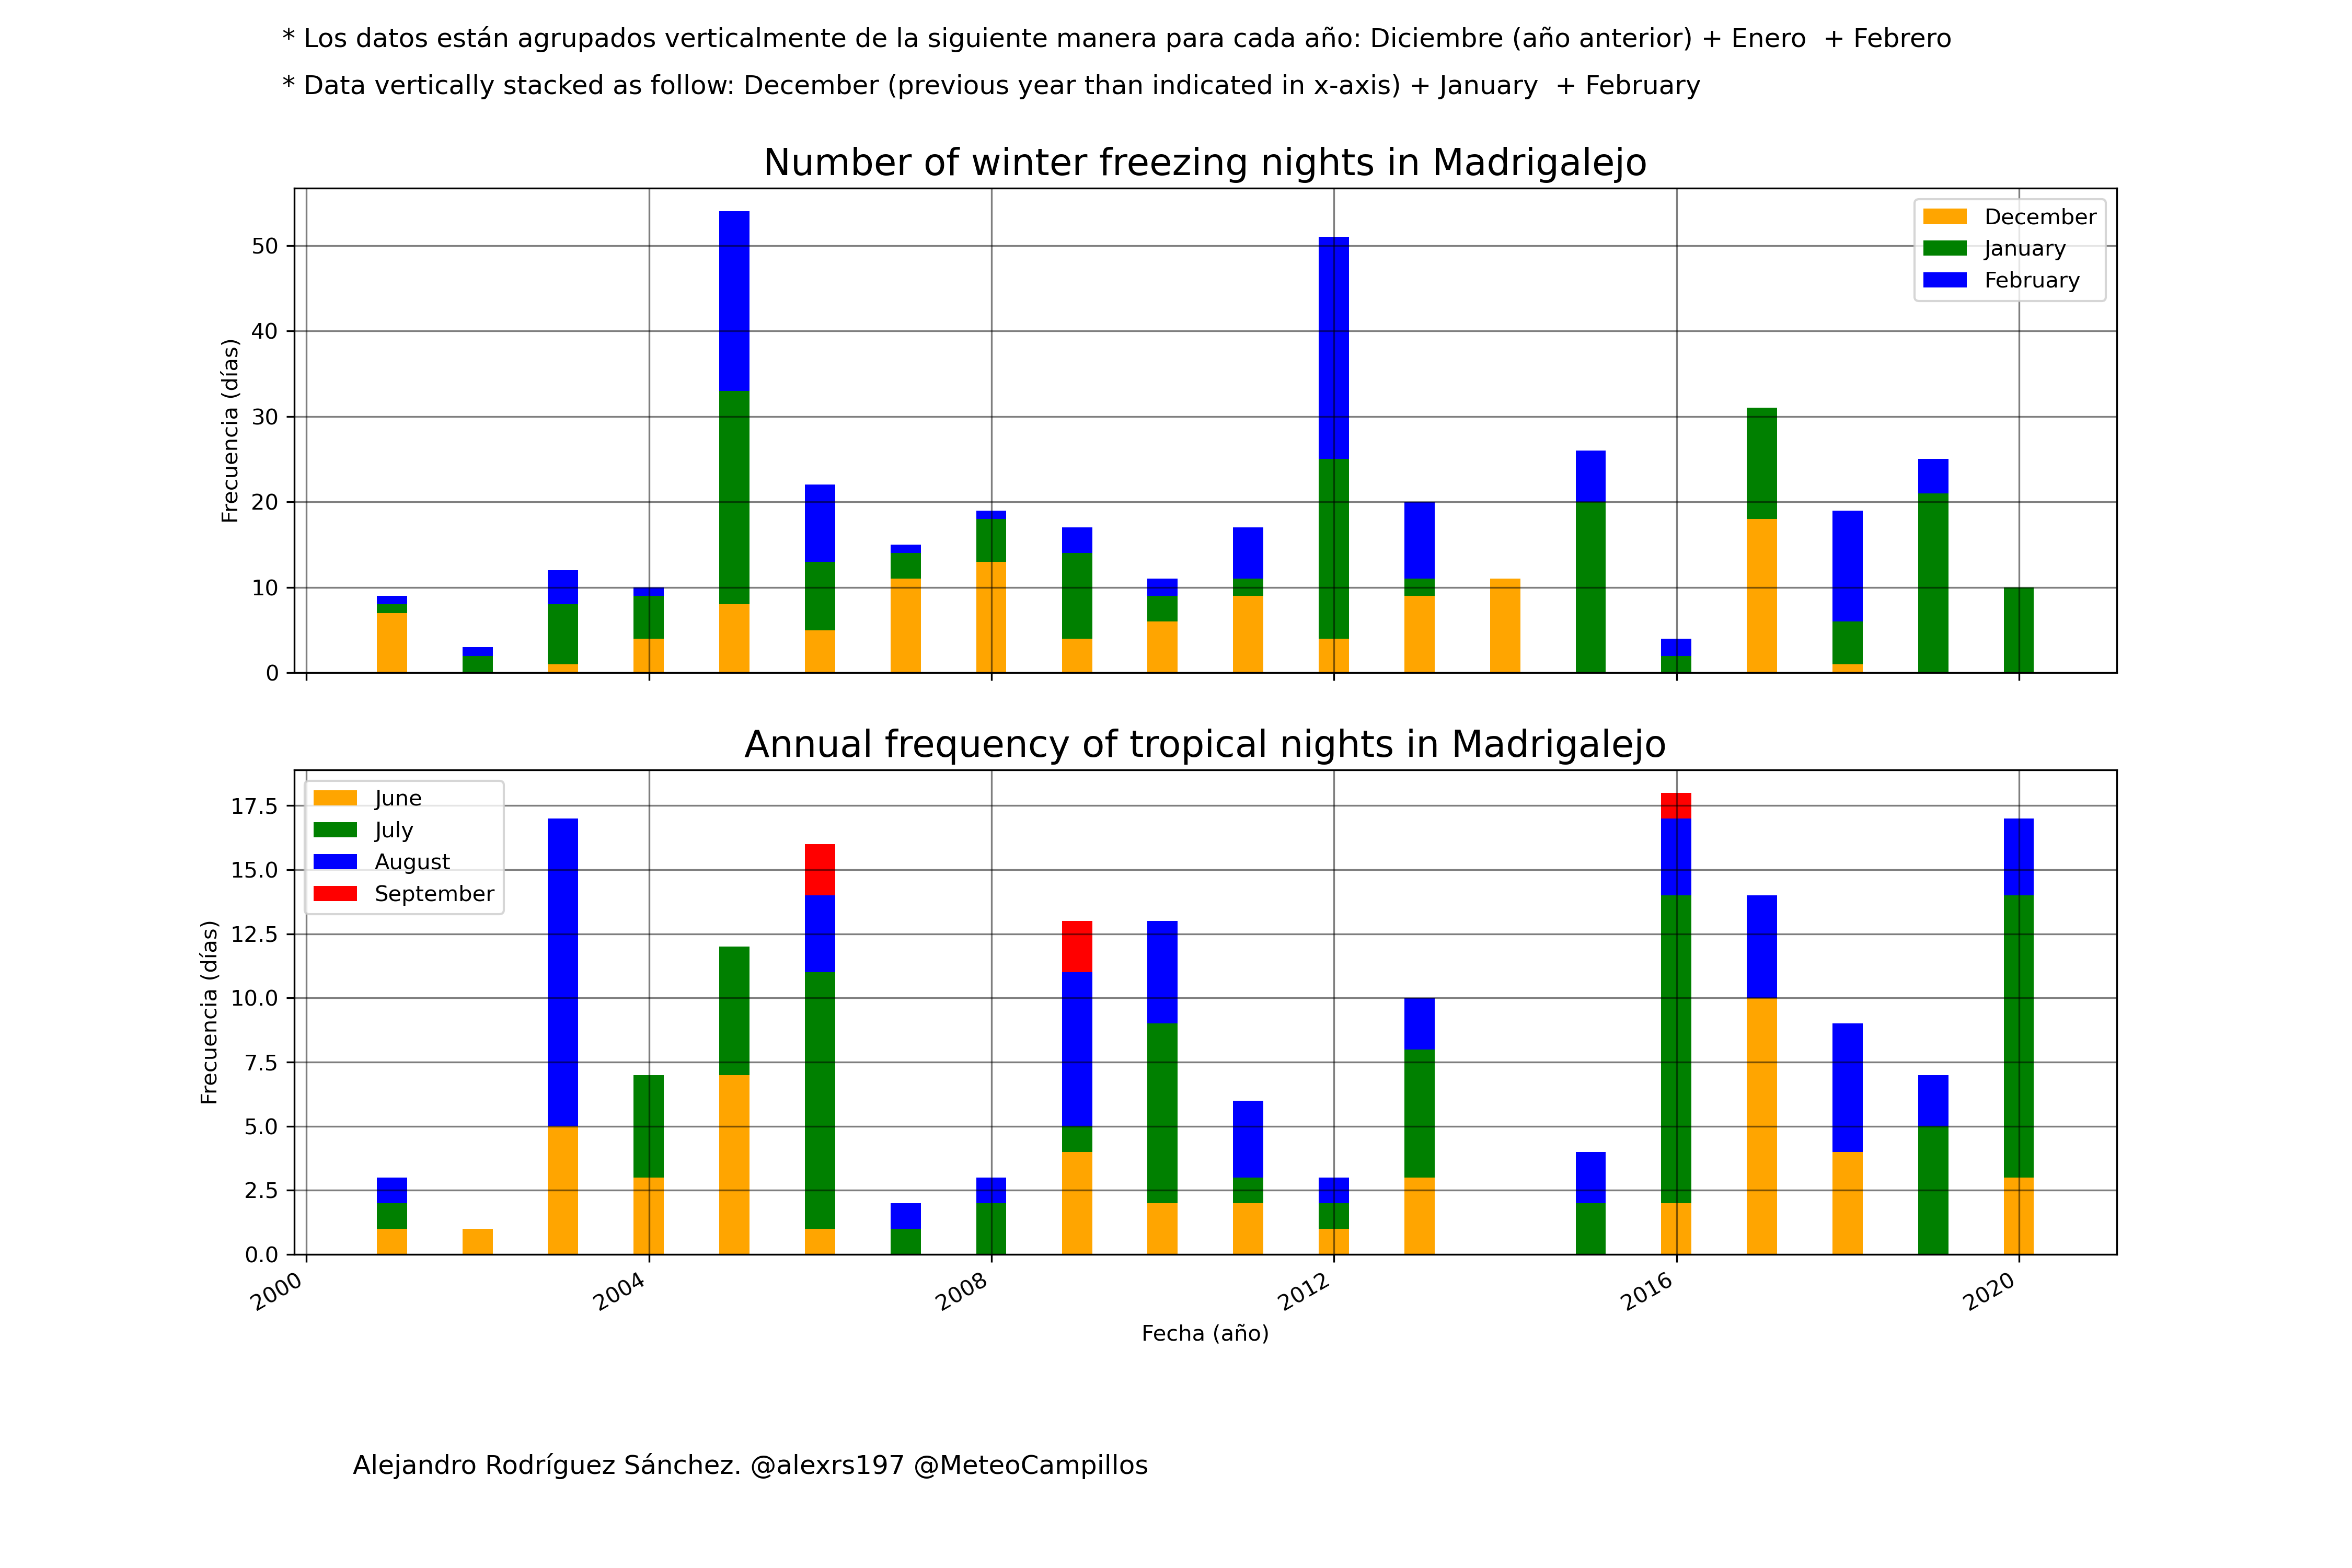 * Los datos están agrupados verticalmente de la siguiente manera para cada año: Diciembre (año anterior) + Enero  + Febrero
* Data vertically stacked as follow: December (previous year than indicated in x-axis) + January  + February
Number of winter freezing nights in Madrigalejo
Frecuencia (días)
50
40
30
20
10
0
December
January
February
Annual frequency of tropical nights in Madrigalejo
Frecuencia (días)
17.5
15.0
12.5
10.0
7.5
5.0
2.5
0.0
June
July
August
September
2000
2004
2008
2012
2016
2020
Fecha (año)
Alejandro Rodríguez Sánchez. @alexrs197 @MeteoCampillos